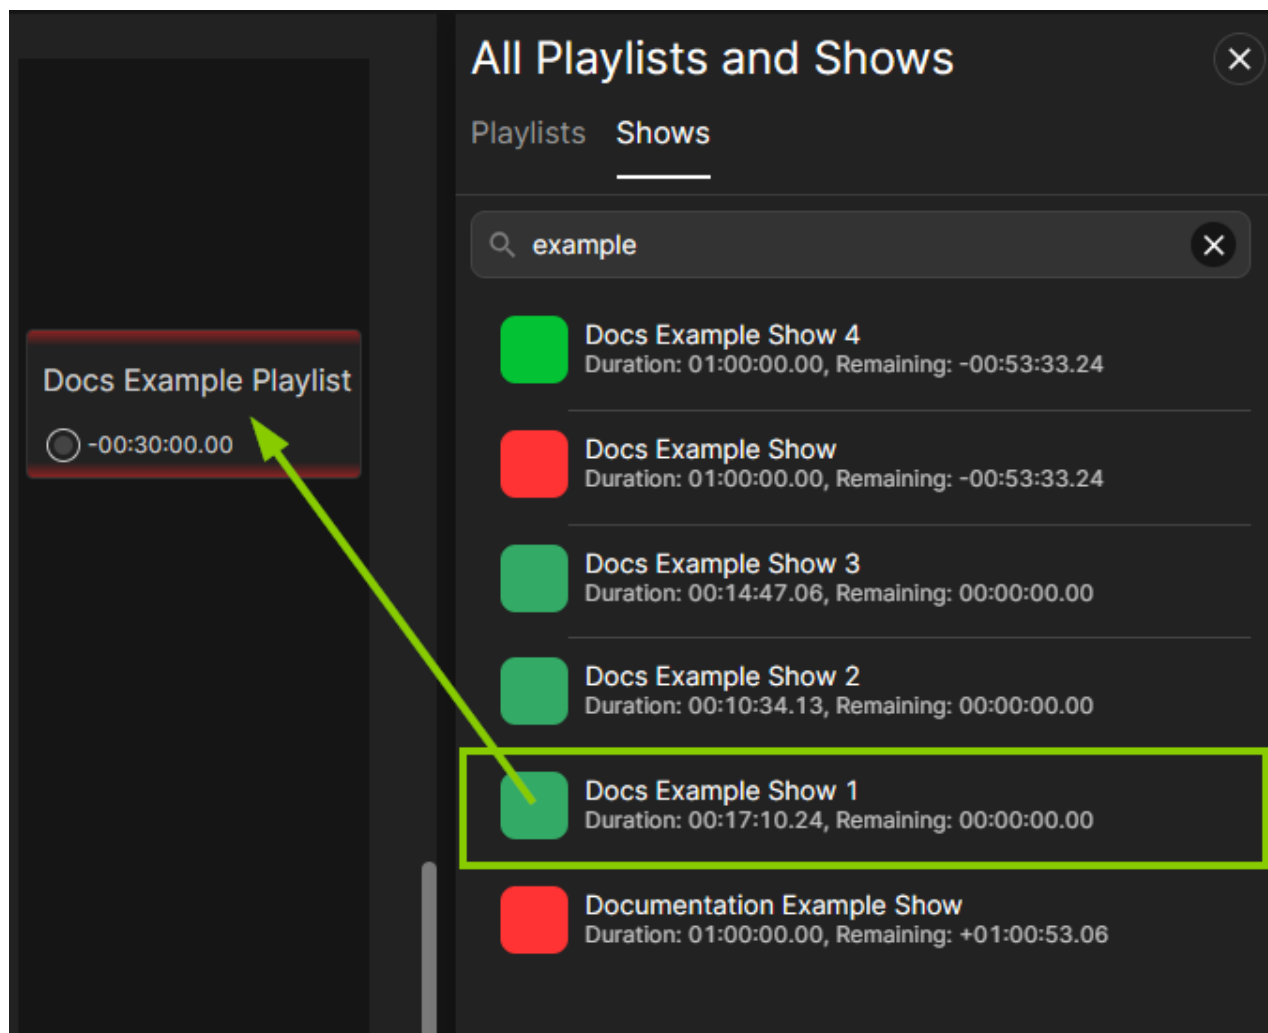 All Playlists and Shows
Playlists Shows
example
Docs Example Playlist
-00:30:00.00
Docs Example Show 4
Duration: 01:00:00.00, Remaining: -00:53:33.24
Docs Example Show
Duration: 01:00:00.00, Remaining: -00:53:33.24
Docs Example Show 3
Duration: 00:14:47.06, Remaining: 00:00:00.00
Docs Example Show 2
Duration: 00:10:34.13, Remaining: 00:00:00.00
Docs Example Show 1
Duration: 00:17:10.24, Remaining: 00:00:00.00
Documentation Example Show
Duration: 01:00:00.00, Remaining: +01:00:53.06